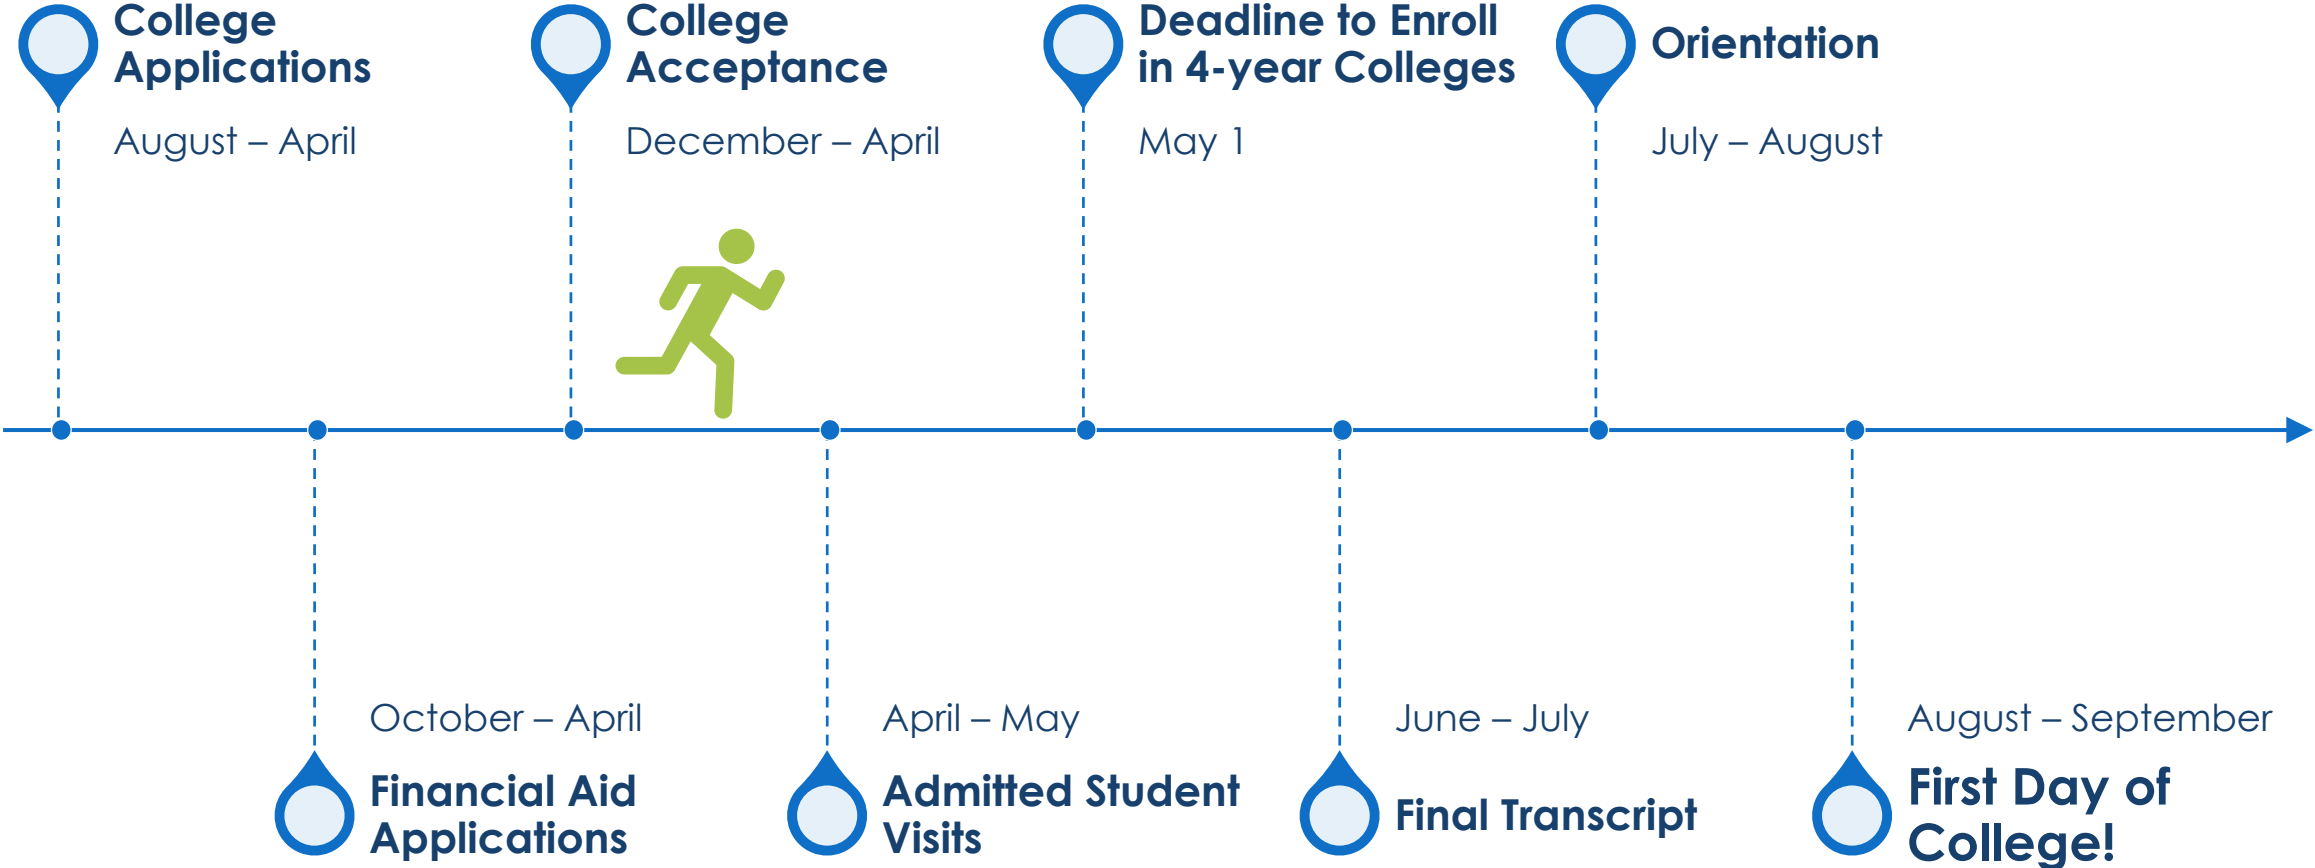 College
Applications
August – April
College
Acceptance
December – April
Deadline to Enroll
in 4-year Colleges
May 1
Orientation
July – August
October – April
Financial Aid
Applications
April – May
Admitted Student
Visits
June – July
Final Transcript
August – September
First Day of
College!